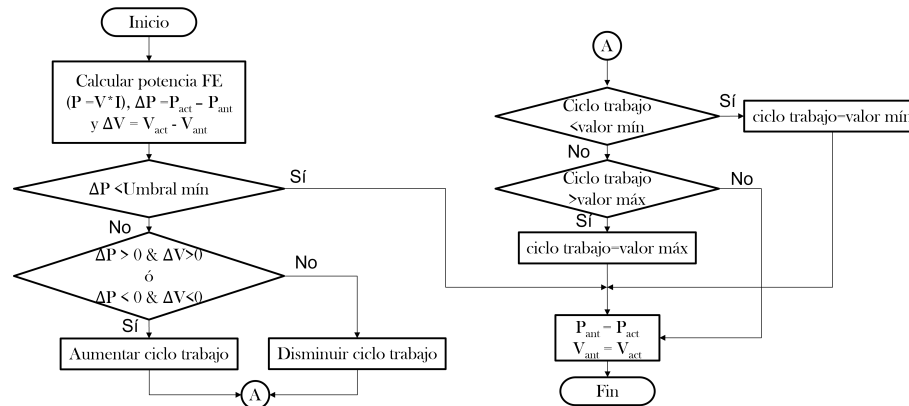 Inicio
Calcular potencia FE
(P =V*I), ΔP =Pact – Pant
y ΔV = Vact - Vant
ΔP <Umbral mín
Sí
No
ΔP > 0 & ΔV>0
ó
ΔP < 0 & ΔV<0
No
Sí
Aumentar ciclo trabajo
Disminuir ciclo trabajo
A
A
Ciclo trabajo
<valor mín
Sí
ciclo trabajo=valor mín
No
Ciclo trabajo
>valor máx
No
Sí
ciclo trabajo=valor máx
Pant = Pact
Vant = Vact
Fin